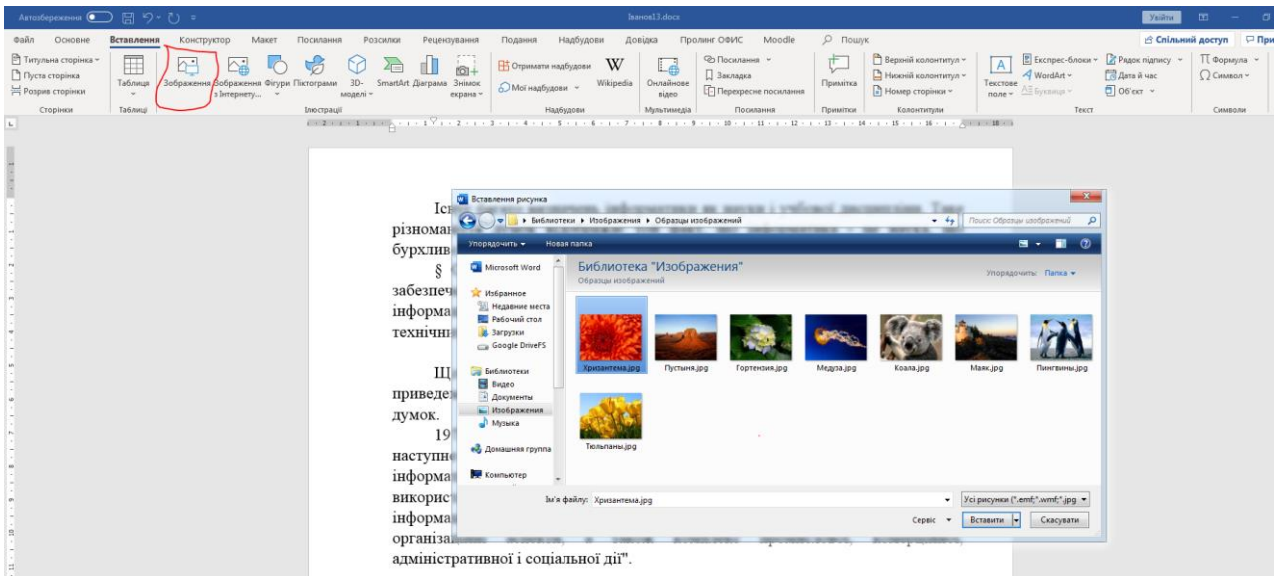 Автозбереження
Іванов13.docx
Увійти
Файл Основне Вставлення Конструктор Макет Посилання Розсилки Рецензування Подання Надбудови Довідка Пролинг ОФИС Moodle Пошук
Спільний доступ При
Титульна сторінка
Пуста сторінка
Розрив сторінки
Сторінки
Таблиця
Таблиці
Зображення
Зображення з Інтернету...
Фігури
Піктограми
3D-моделі
SmartArt
Діаграма
Знімок екрана
Ілюстрації
Отримати надбудови
Мої надбудови
Wikipedia
Надбудови
Онлайнове відео
Мультимедіа
Посилання
Закладка
Перехресне посилання
Посилання
Примітка
Примітки
Верхній колонтитул
Нижній колонтитул
Номер сторінки
Колонтитули
Текстове поле
Експрес-блоки
WordArt
Буквиця
Рядок підпису
Дата й час
Об'єкт
Текст
Формула
Символ
Символи
різноман
бурхлив
§
забезпеч
інформа
технічни
приведе
думок.
19
наступн
інформа
викорис
інформа
адміністративної і соціальної дії".
Вставлення рисунка
Библиотеки Изображения Образцы изображений
Поиск: Образцы изображений
Упорядочить Новая папка
Microsoft Word
Избранное
Недавние места
Рабочий стол
Загрузки
Google DriveFS
Библиотеки
Видео
Документы
Изображения
Музыка
Домашняя группа
Компьютер
Библиотека "Изображения"
Образцы изображений
Упорядочить: Папка
Хризантема.jpg Пустыня.jpg Гортензия.jpg Медуза.jpg Коала.jpg Маяк.jpg Пингвины.jpg
Тюльпаны.jpg
Ім'я файлу: Хризантема.jpg
Усі рисунки (*.emf;*.wmf;*.jpg
Сервіс Вставити Скасувати